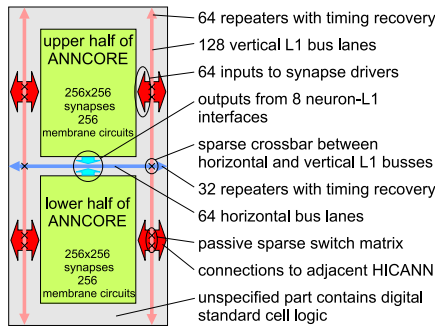 upper half of
ANNCORE
256x256
synapses
256
membrane circuits
lower half of
ANNCORE
256x256
synapses
256
membrane circuits
64 repeaters with timing recovery
128 vertical L1 bus lanes
64 inputs to synapse drivers
outputs from 8 neuron-L1
interfaces
sparse crossbar between
horizontal and vertical L1 busses
32 repeaters with timing recovery
64 horizontal bus lanes
passive sparse switch matrix
connections to adjacent HICANN
unspecified part contains digital
standard cell logic